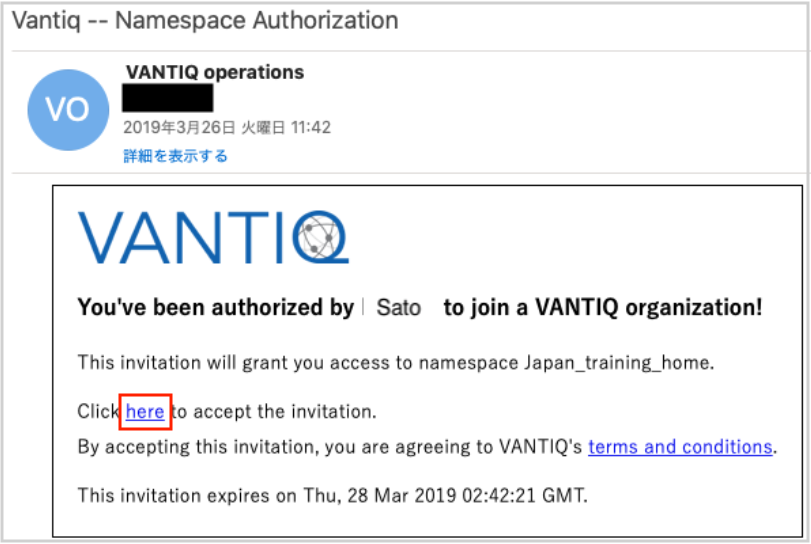 Vantiq -- Namespace Authorization
VANTIQ operations
VO
2019年3月26日 火曜日 11:42
詳細を表示する
VANTIQ
You've been authorized by Sato to join a VANTIQ organization!
This invitation will grant you access to namespace Japan_training_home.
Click here to accept the invitation.
By accepting this invitation, you are agreeing to VANTIQ's terms and conditions.
This invitation expires on Thu, 28 Mar 2019 02:42:21 GMT.